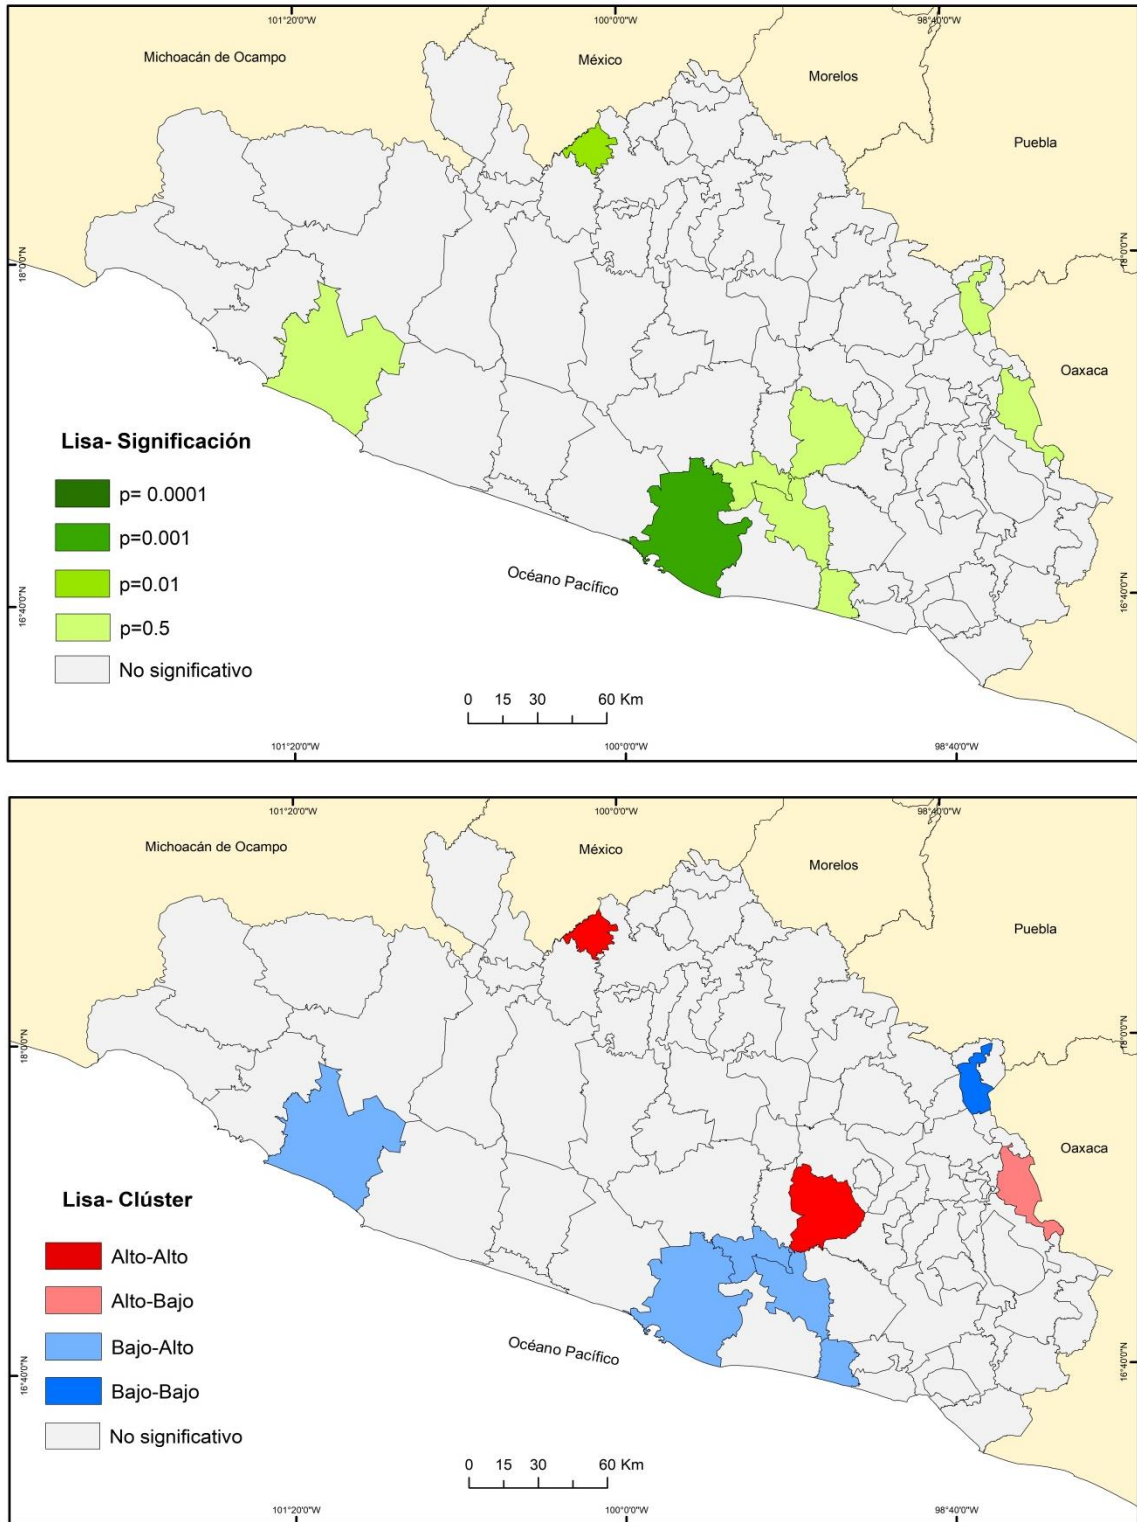 101°20'0"W
100°0'0"W
98°40'0"W
Michoacán de Ocampo
México
Morelos
Puebla
18°0'0"N
18°0'0"N
Oaxaca
Lisa- Significación
p= 0.0001
p=0.001
p=0.01
p=0.5
No significativo
Océano Pacífico
16°40'0"N
16°40'0"N
0 15 30 60 Km
101°20'0"W
100°0'0"W
98°40'0"W
101°20'0"W
100°0'0"W
98°40'0"W
Michoacán de Ocampo
México
Morelos
Puebla
18°0'0"N
18°0'0"N
Oaxaca
Lisa- Clúster
Alto-Alto
Alto-Bajo
Bajo-Alto
Bajo-Bajo
No significativo
Océano Pacífico
16°40'0"N
16°40'0"N
0 15 30 60 Km
101°20'0"W
100°0'0"W
98°40'0"W